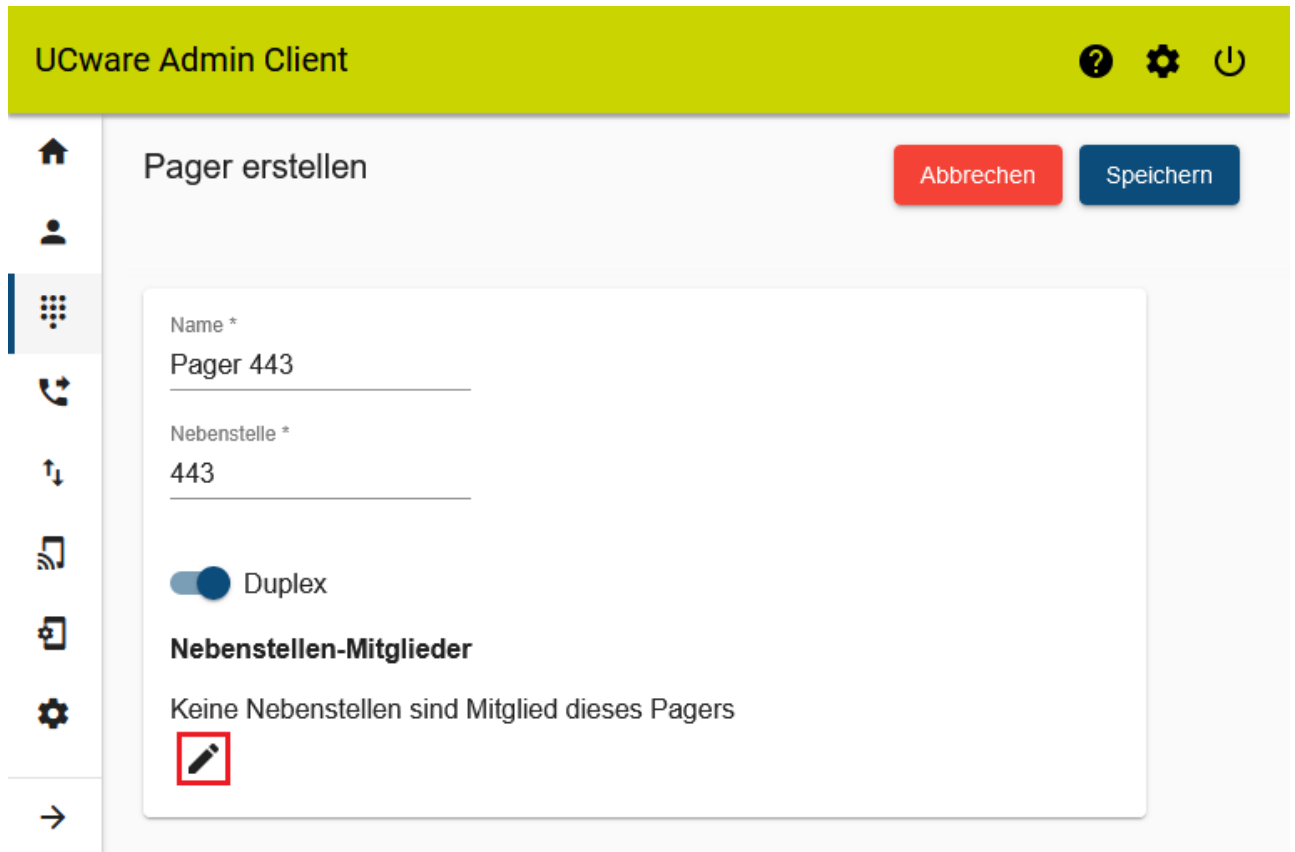 UCware Admin Client
Pager erstellen
Abbrechen
Speichern
Name *
Pager 443
Nebenstelle *
443
Duplex
Nebenstellen-Mitglieder
Keine Nebenstellen sind Mitglied dieses Pagers